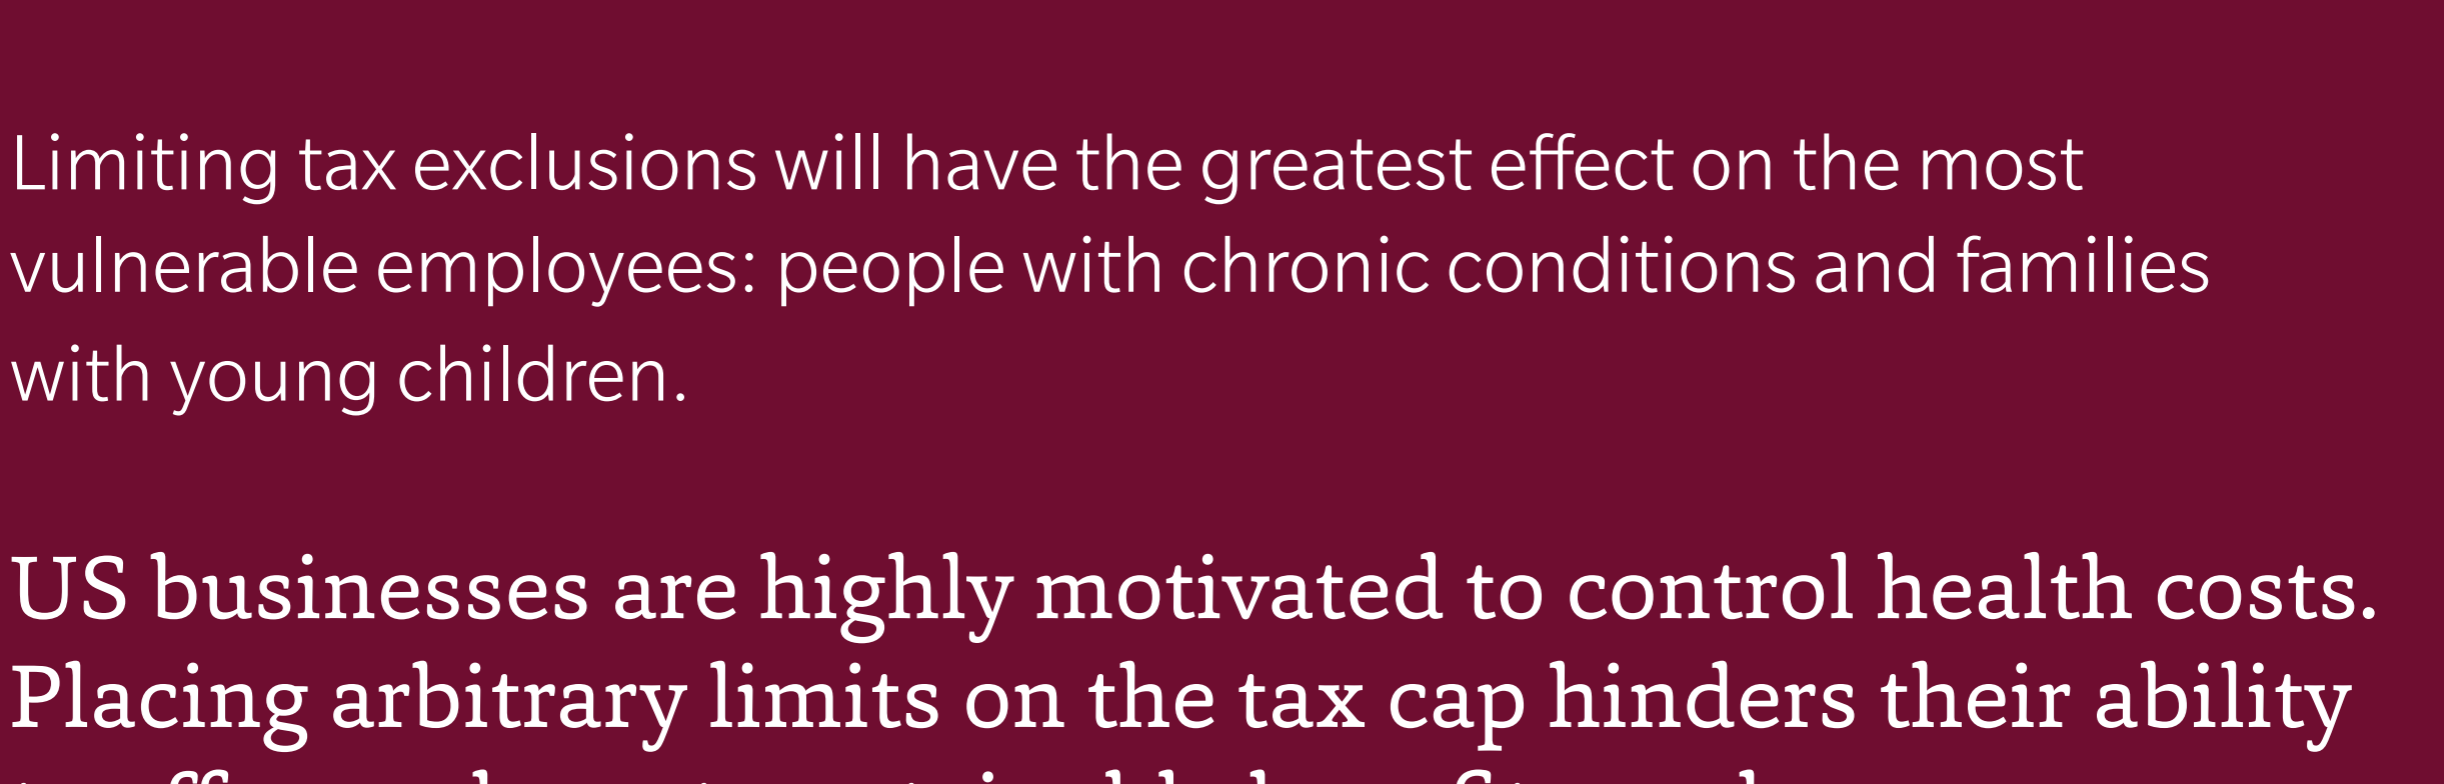 Limiting tax exclusions will have the greatest effect on the most
vulnerable employees: people with chronic conditions and families
with young children.
US businesses are highly motivated to control health costs.
Placing arbitrary limits on the tax cap hinders their ability